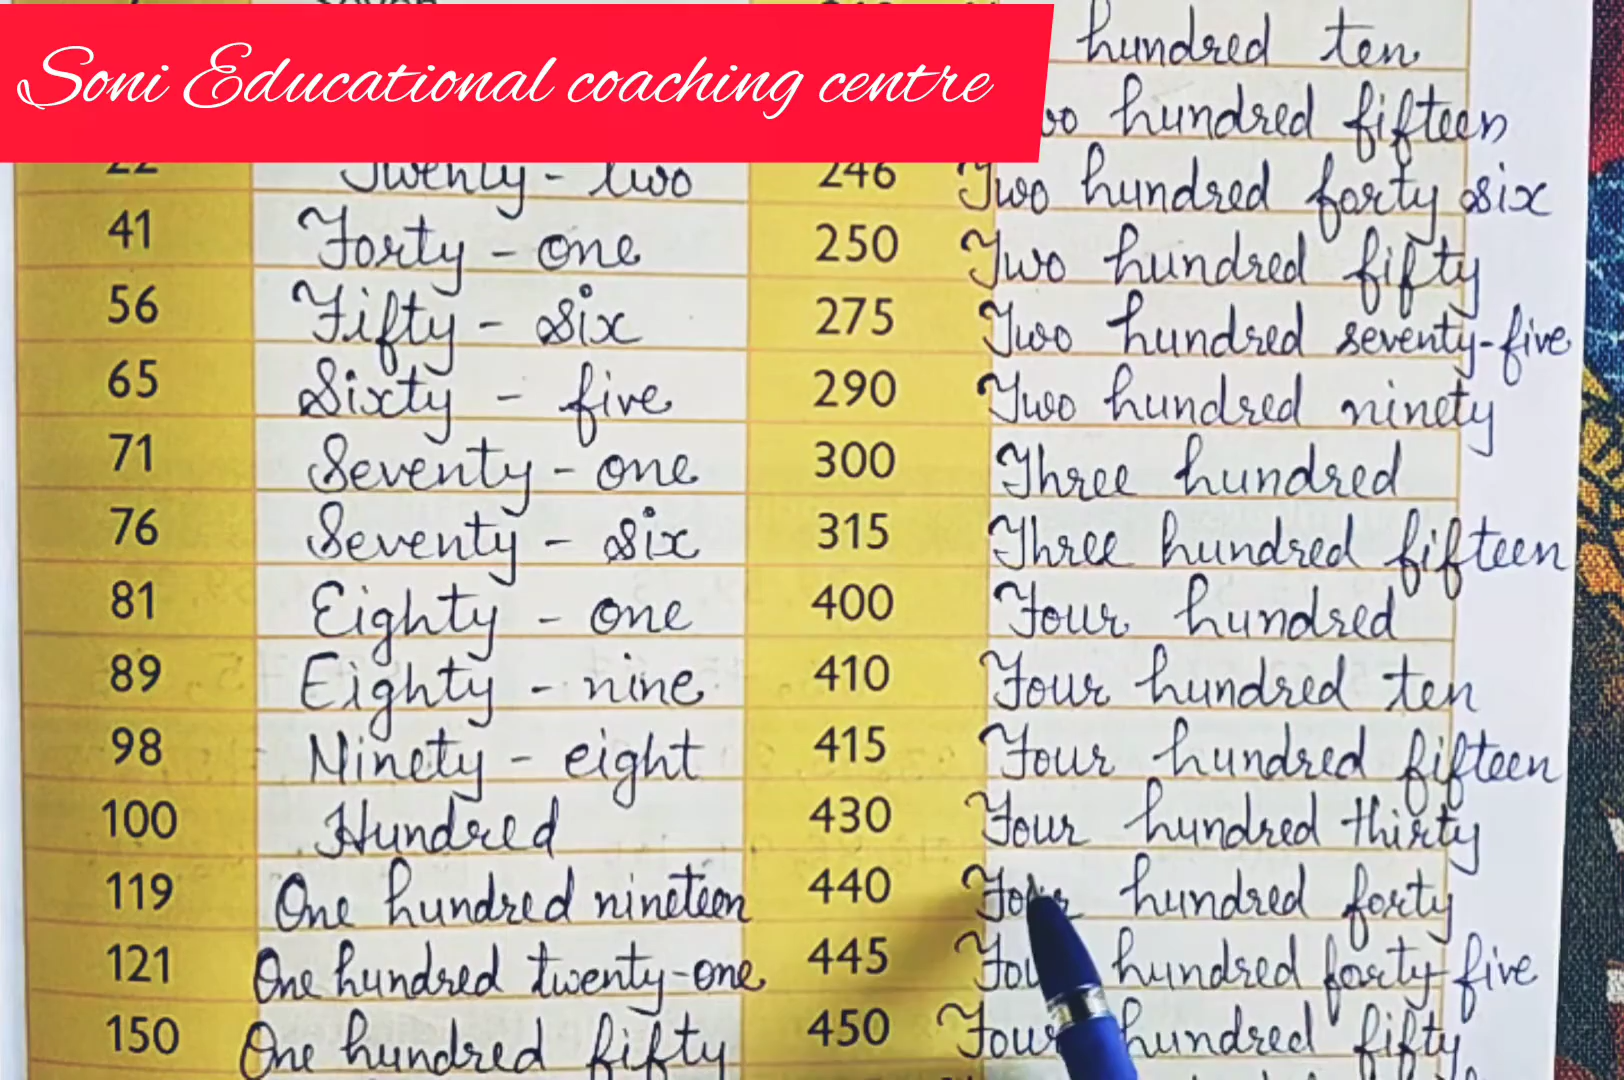 Soni Educational coaching centre
hundred ten
hundred fifteen
22 Twenty - two 246 Two hundred forty six
41 Forty - one 250 Two hundred fifty
56 Fifty - six 275 Two hundred seventy-five
65 Sixty - five 290 Two hundred ninety
71 Seventy - one 300 Three hundred
76 Seventy - six 315 Three hundred fifteen
81 Eighty - one 400 Four hundred
89 Eighty - nine 410 Four hundred ten
98 Ninety - eight 415 Four hundred fifteen
100 Hundred 430 Four hundred thirty
119 One hundred nineteen 440 Four hundred forty
121 One hundred twenty-one 445 hundred forty-five
150 One hundred fifty 450 Four hundred fifty